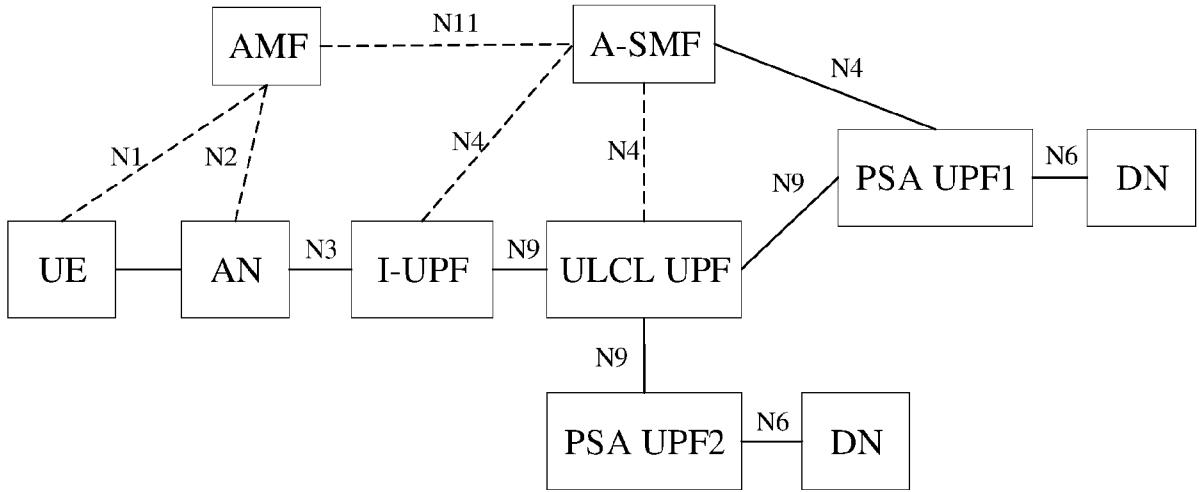 N11
AMF
A-SMF
N4
N1
N2
N4
N4
PSA UPF1
N6
DN
N9
UE
AN
N3
I-UPF
N9
ULCL UPF
N9
PSA UPF2
N6
DN